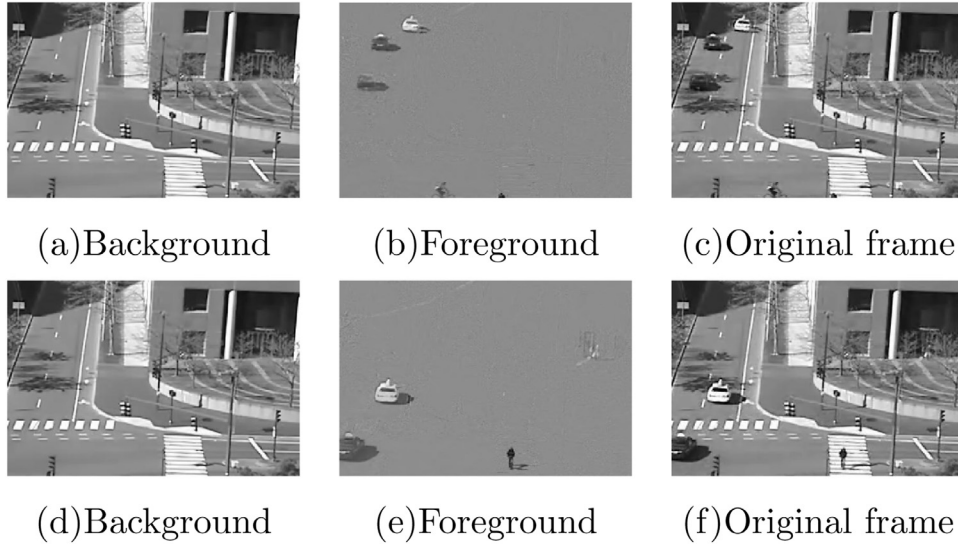 (a)Background
(b)Foreground
(c)Original frame
(d)Background
(e)Foreground
(f)Original frame